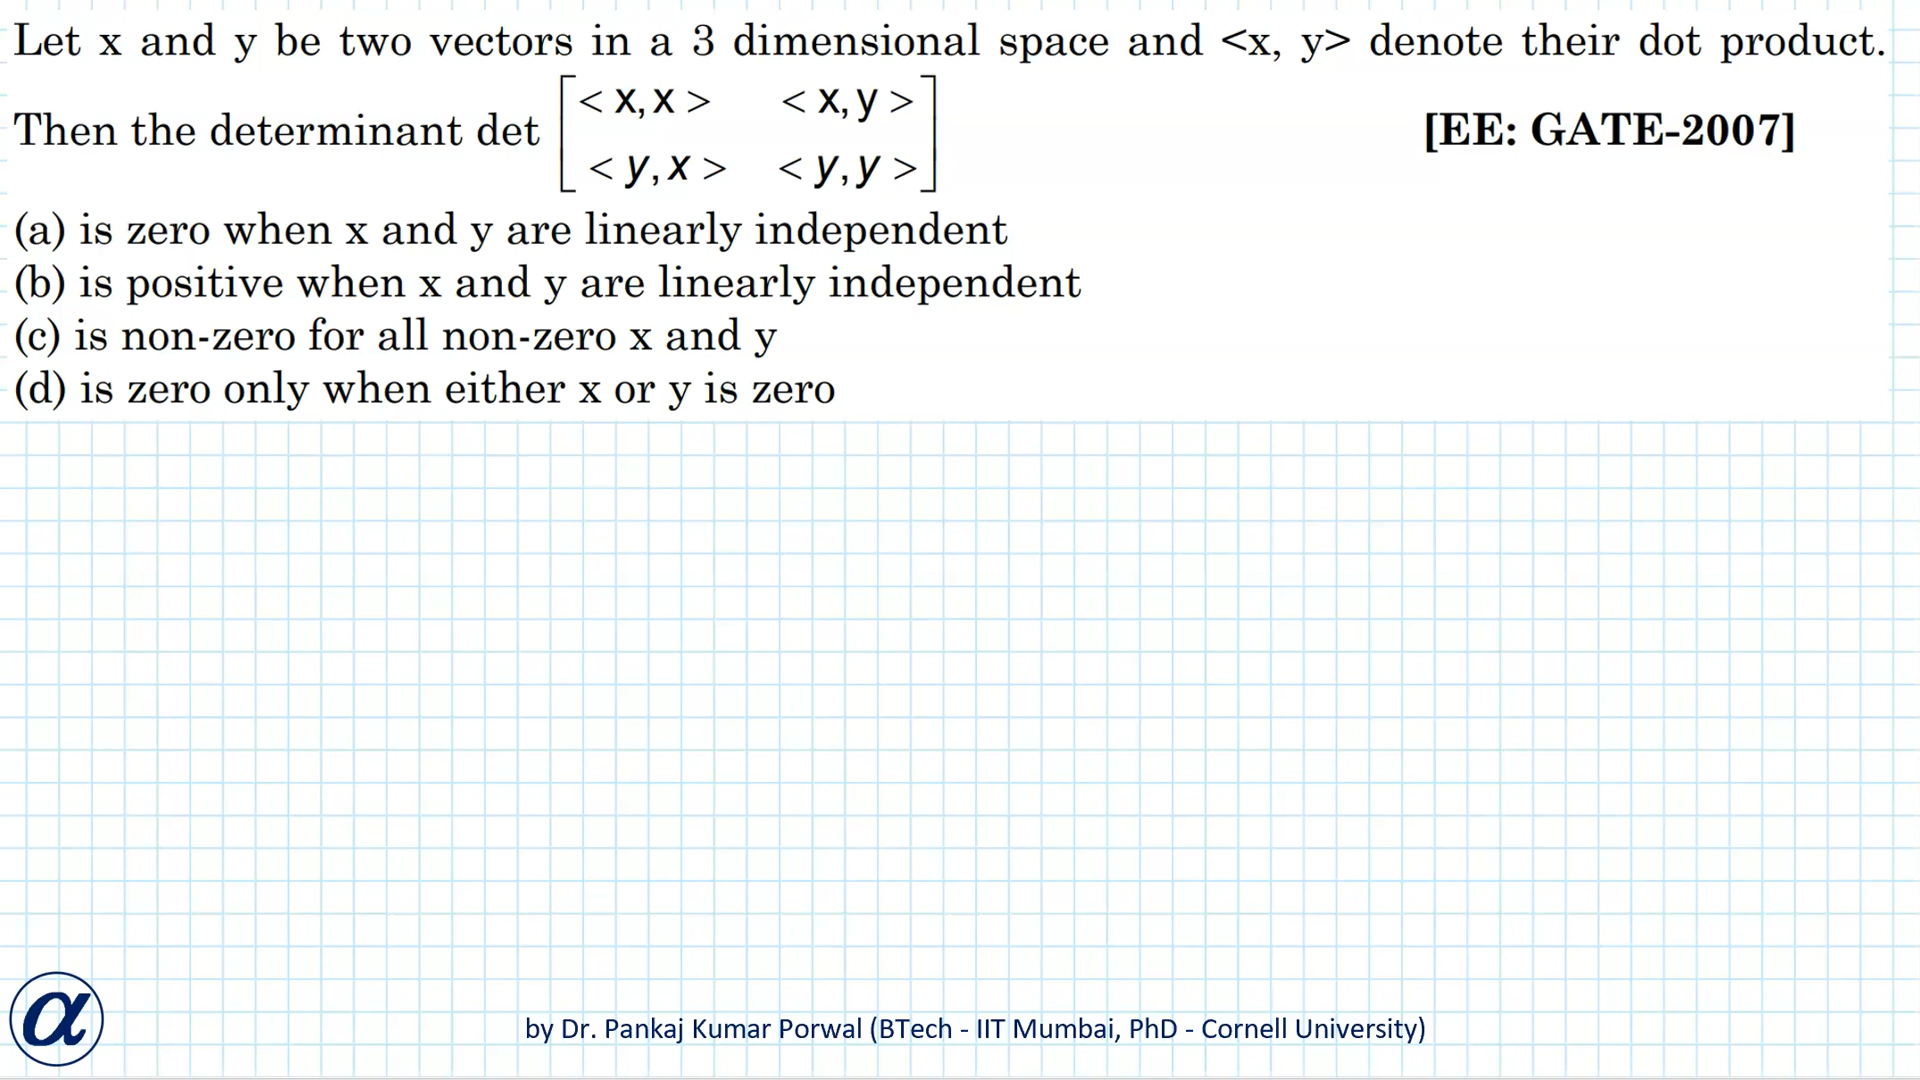 Let x and y be two vectors in a 3 dimensional space and <x, y> denote their dot product.
Then the determinant det [< x, x > < x, y > < y, x > < y, y >] [EE: GATE-2007]
(a) is zero when x and y are linearly independent
(b) is positive when x and y are linearly independent
(c) is non-zero for all non-zero x and y
(d) is zero only when either x or y is zero
α
by Dr. Pankaj Kumar Porwal (BTech - IIT Mumbai, PhD - Cornell University)